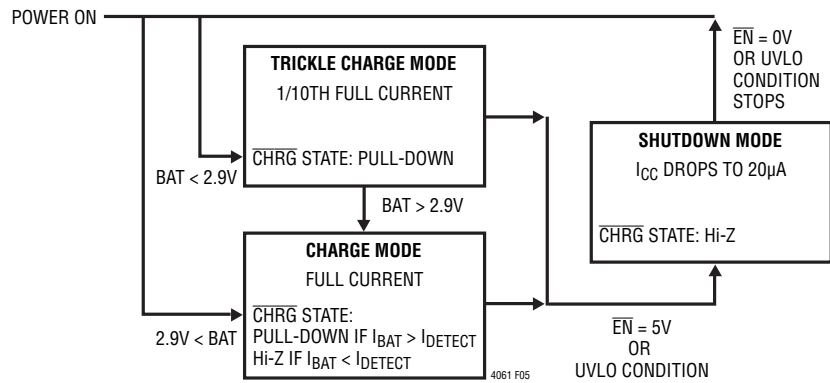 POWER ON
TRICKLE CHARGE MODE
1/10TH FULL CURRENT
CHRG STATE: PULL-DOWN
BAT < 2.9V
BAT > 2.9V
CHARGE MODE
FULL CURRENT
CHRG STATE:
PULL-DOWN IF IBAT > IDETECT
Hi-Z IF IBAT < IDETECT
2.9V < BAT
4061 F05
EN = 0V
OR UVLO
CONDITION
STOPS
SHUTDOWN MODE
ICC DROPS TO 20µA
CHRG STATE: Hi-Z
EN = 5V
OR
UVLO CONDITION